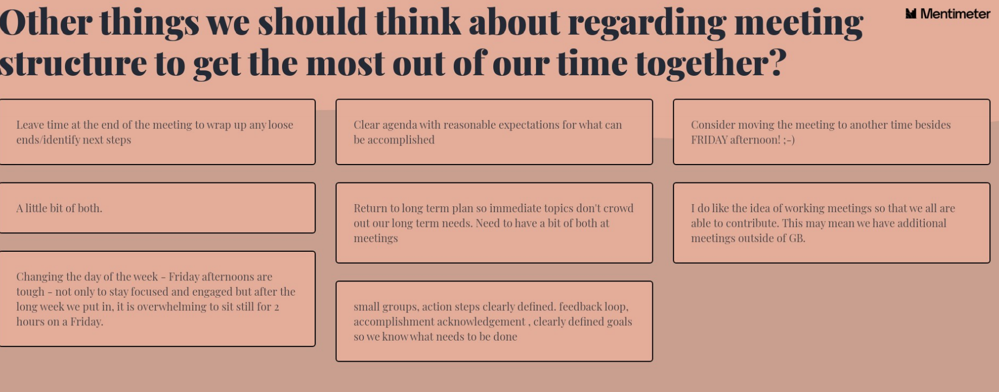 Other things we should think about regarding meeting
structure to get the most out of our time together?
Mentimeter
Leave time at the end of the meeting to wrap up any loose
ends/identify next steps
Clear agenda with reasonable expectations for what can
be accomplished
Consider moving the meeting to another time besides
FRIDAY afternoon! ;-)
A little bit of both.
Return to long term plan so immediate topics don't crowd
out our long term needs. Need to have a bit of both at
meetings
I do like the idea of working meetings so that we all are
able to contribute. This may mean we have additional
meetings outside of GB.
Changing the day of the week - Friday afternoons are
tough - not only to stay focused and engaged but after the
long week we put in, it is overwhelming to sit still for 2
hours on a Friday.
small groups, action steps clearly defined. feedback loop,
accomplishment acknowledgement , clearly defined goals
so we know what needs to be done